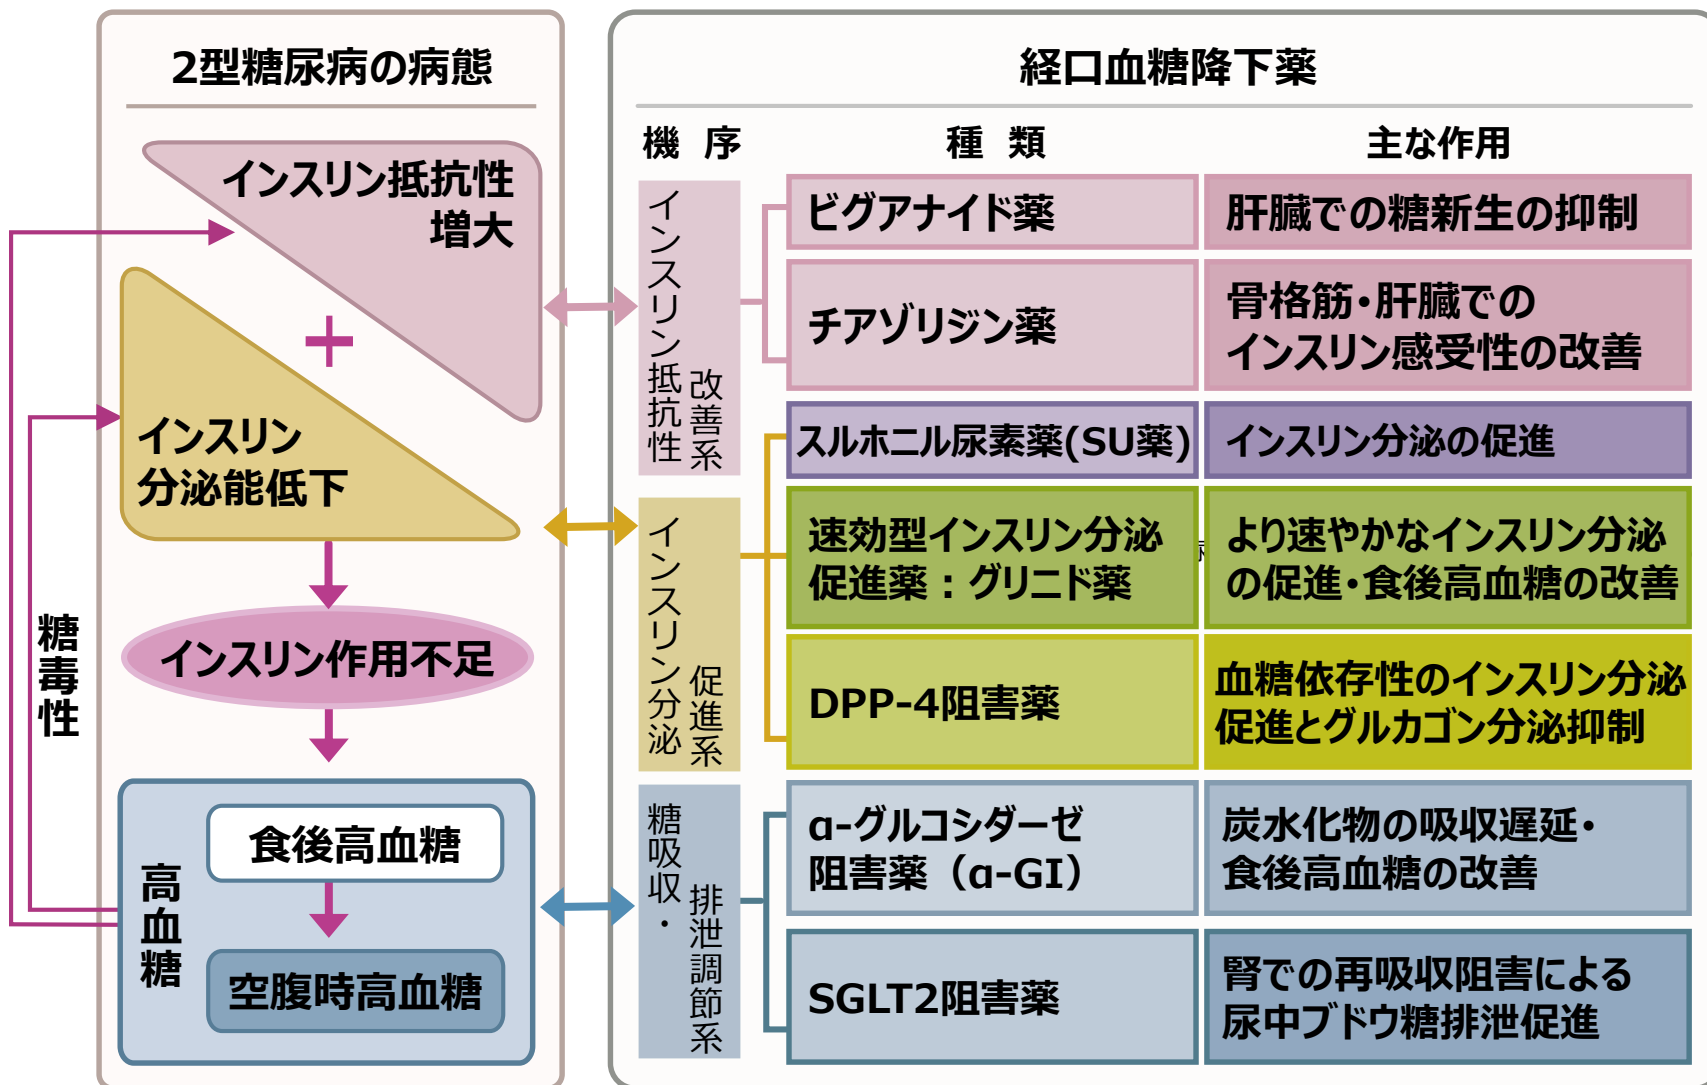 2型糖尿病の病態
インスリン抵抗性
増大
インスリン
分泌能低下
インスリン作用不足
糖毒性
高血糖
食後高血糖
空腹時高血糖
経口血糖降下薬
機 序
種 類
主な作用
インスリン抵抗性
改善系
ビグアナイド薬
肝臓での糖新生の抑制
チアゾリジン薬
骨格筋・肝臓での
インスリン感受性の改善
インスリン分泌
促進系
スルホニル尿素薬(SU薬)
インスリン分泌の促進
速効型インスリン分泌
促進薬：グリニド薬
より速やかなインスリン分泌
の促進・食後高血糖の改善
DPP-4阻害薬
血糖依存性のインスリン分泌
促進とグルカゴン分泌抑制
糖吸収・
排泄調節系
α-グルコシダーゼ
阻害薬（α-GI）
炭水化物の吸収遅延・
食後高血糖の改善
SGLT2阻害薬
腎での再吸収阻害による
尿中ブドウ糖排泄促進